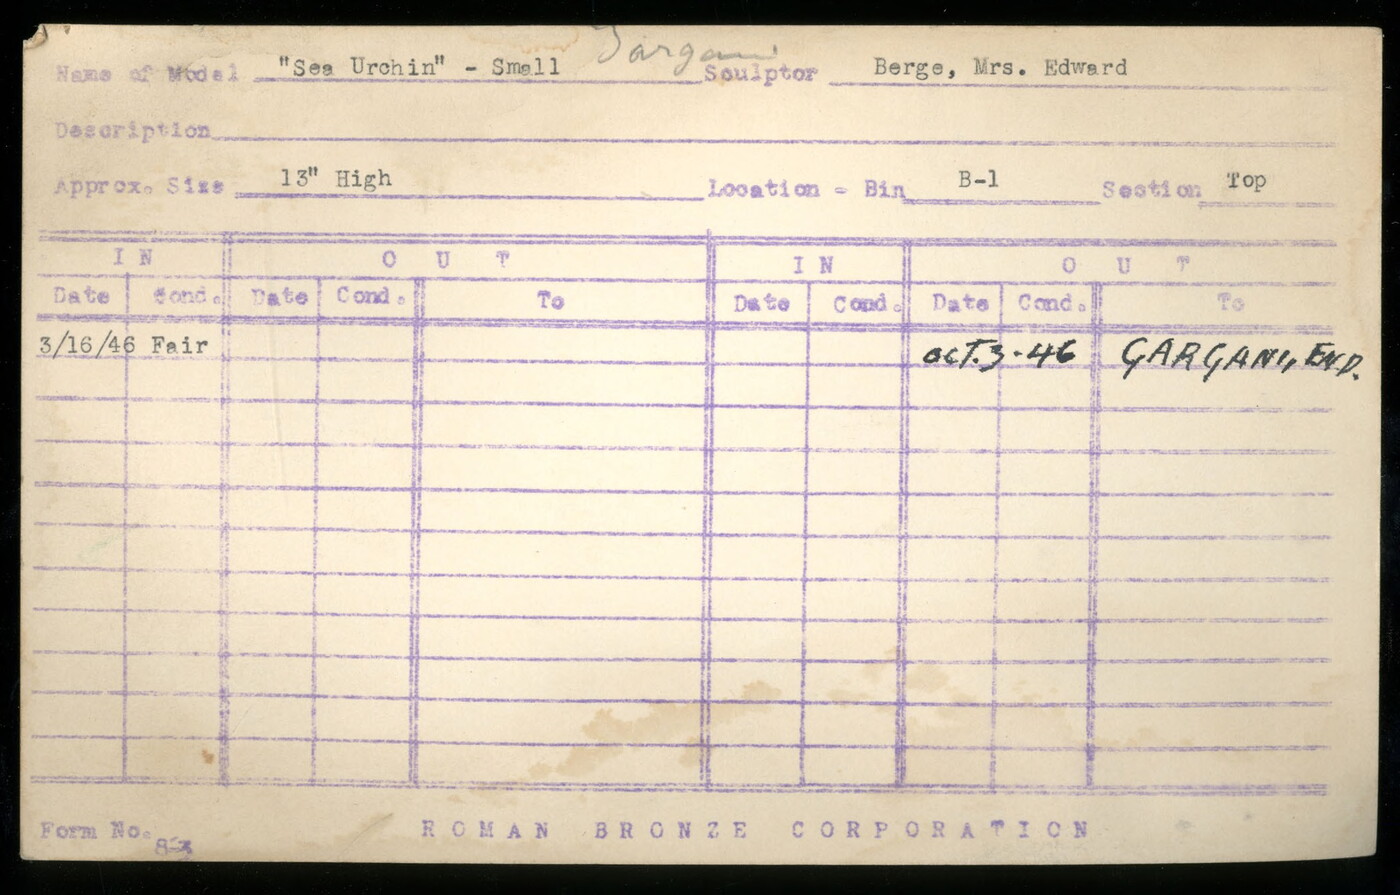 Gargani
Name of Model "Sea Urchin" - Small Sculptor Berge, Mrs. Edward
Description
Approx. Size 13" High Location - Bin B-1 Section Top
IN OUT IN OUT
Date Cond. Date Cond. To Date Cond. Date Cond. To
3/16/46 Fair OCT. 3-46 GARGANI, END.
Form No. 8-3 ROMAN BRONZE CORPORATION